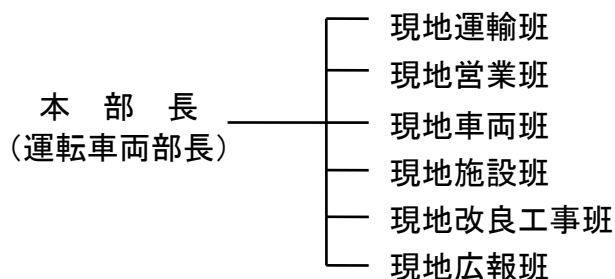 現地運輸班
現地営業班
本　部　長
（運転車両部長）
現地車両班
現地施設班
現地改良工事班
現地広報班